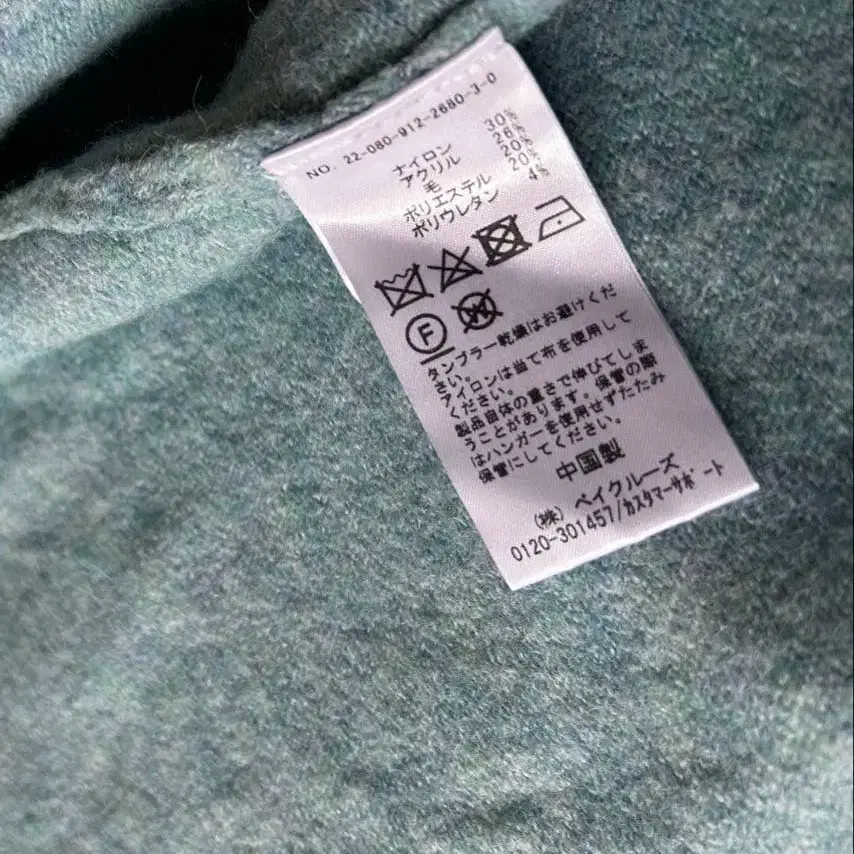 NO. 22-080-912-2680-3-0
ナイロン 30%
アクリル 26%
毛 20%
ポリエステル 20%
ポリウレタン 4%
F W
タンブラー乾燥はお避けくだ
さい。
アイロンは当て布を使用して
ください。
製品自体の重さで伸びてしま
うことがあります。保管の際
はハンガーを使用せずたたみ
保管にしてください。
中国製
(株) ベイクルーズ
0120-301457/カスタマーサポート